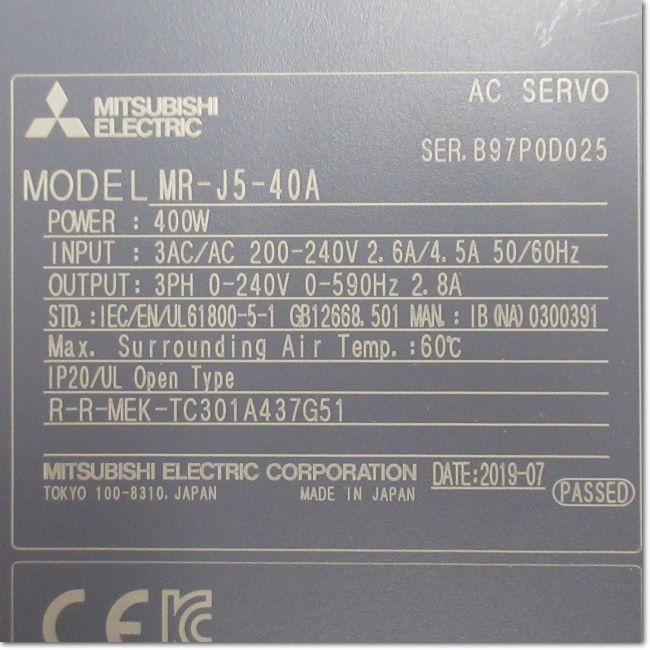 MITSUBISHI
ELECTRIC
AC SERVO
SER. B97P0D025
MODEL MR-J5-40A
POWER : 400W
INPUT : 3AC/AC 200-240V 2.6A/4.5A 50/60Hz
OUTPUT: 3PH 0-240V 0-590Hz 2.8A
STD.:IEC/EN/UL61800-5-1 GB12668.501 MAN.: IB(NA)0300391
Max. Surrounding Air Temp.:60℃
IP20/UL Open Type
R-R-MEK-TC301A437G51
MITSUBISHI ELECTRIC CORPORATION DATE:2019-07
TOKYO 100-8310, JAPAN MADE IN JAPAN PASSED
CE